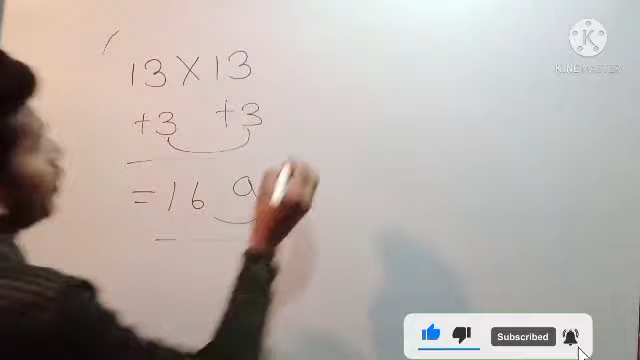 13 X 13
+3 +3
= 16 9
K
KINEMASTER
Subscribed